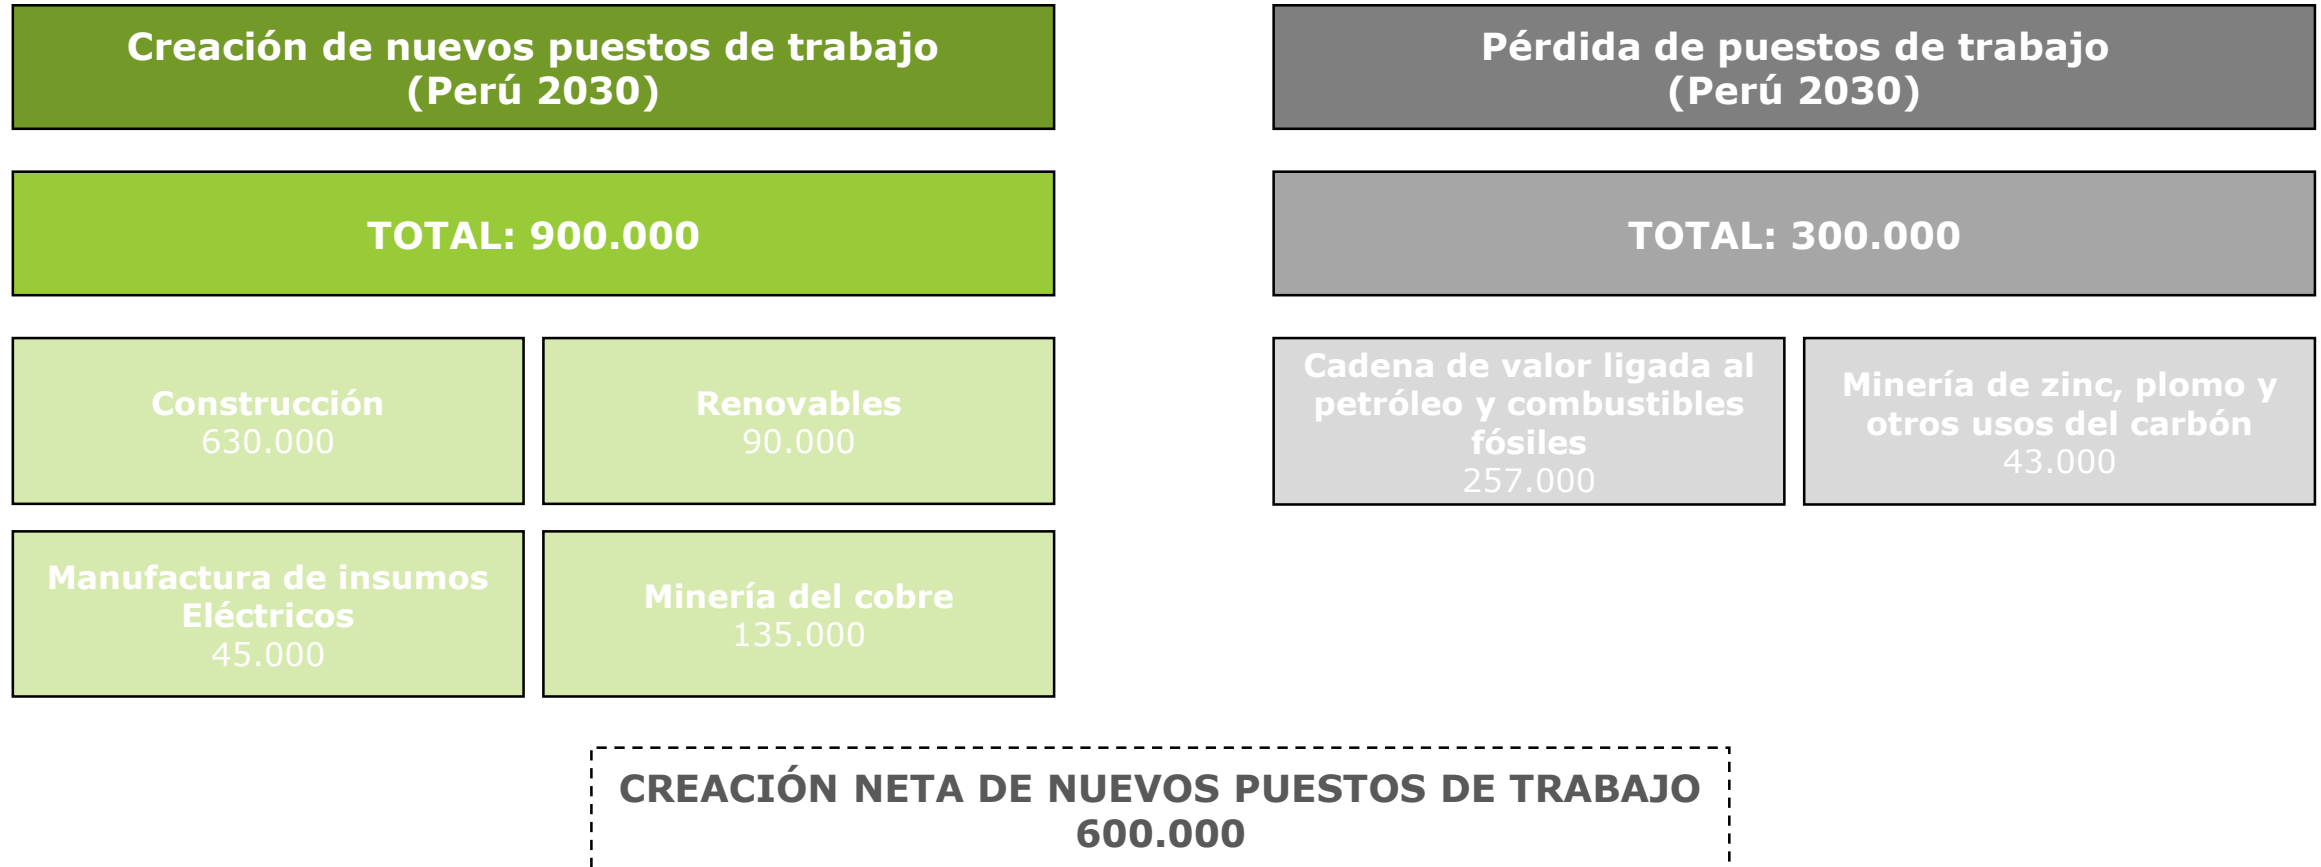 Creación de nuevos puestos de trabajo
(Perú 2030)
TOTAL: 900.000
Construcción
630.000
Renovables
90.000
Manufactura de insumos
Eléctricos
45.000
Minería del cobre
135.000
Pérdida de puestos de trabajo
(Perú 2030)
TOTAL: 300.000
Cadena de valor ligada al
petróleo y combustibles
fósiles
257.000
Minería de zinc, plomo y
otros usos del carbón
43.000
CREACIÓN NETA DE NUEVOS PUESTOS DE TRABAJO
600.000